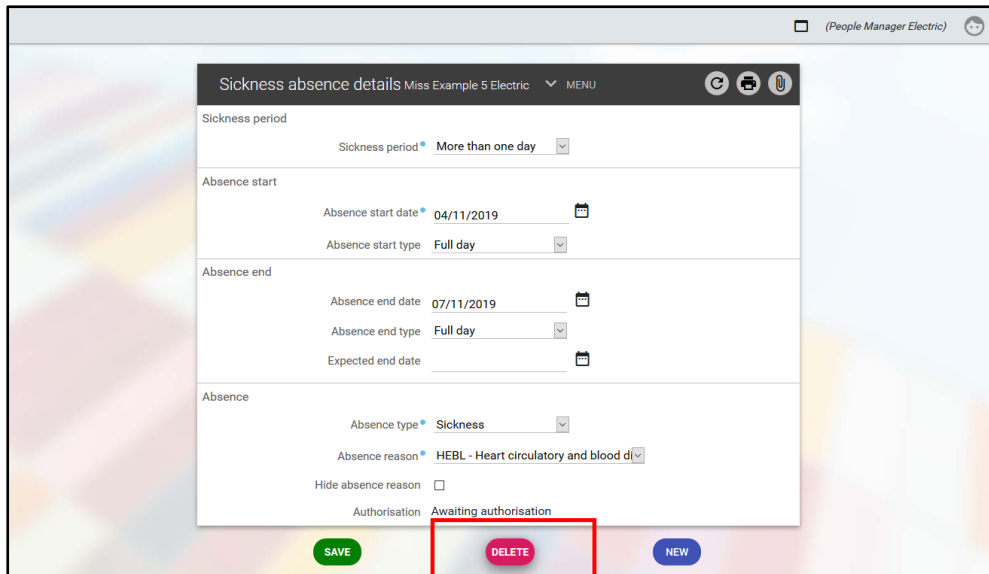 (People Manager Electric)
Sickness absence details Miss Example 5 Electric MENU
Sickness period
Sickness period More than one day
Absence start
Absence start date 04/11/2019
Absence start type Full day
Absence end
Absence end date 07/11/2019
Absence end type Full day
Expected end date
Absence
Absence type Sickness
Absence reason HEBL - Heart circulatory and blood di
Hide absence reason
Authorisation Awaiting authorisation
SAVE DELETE NEW